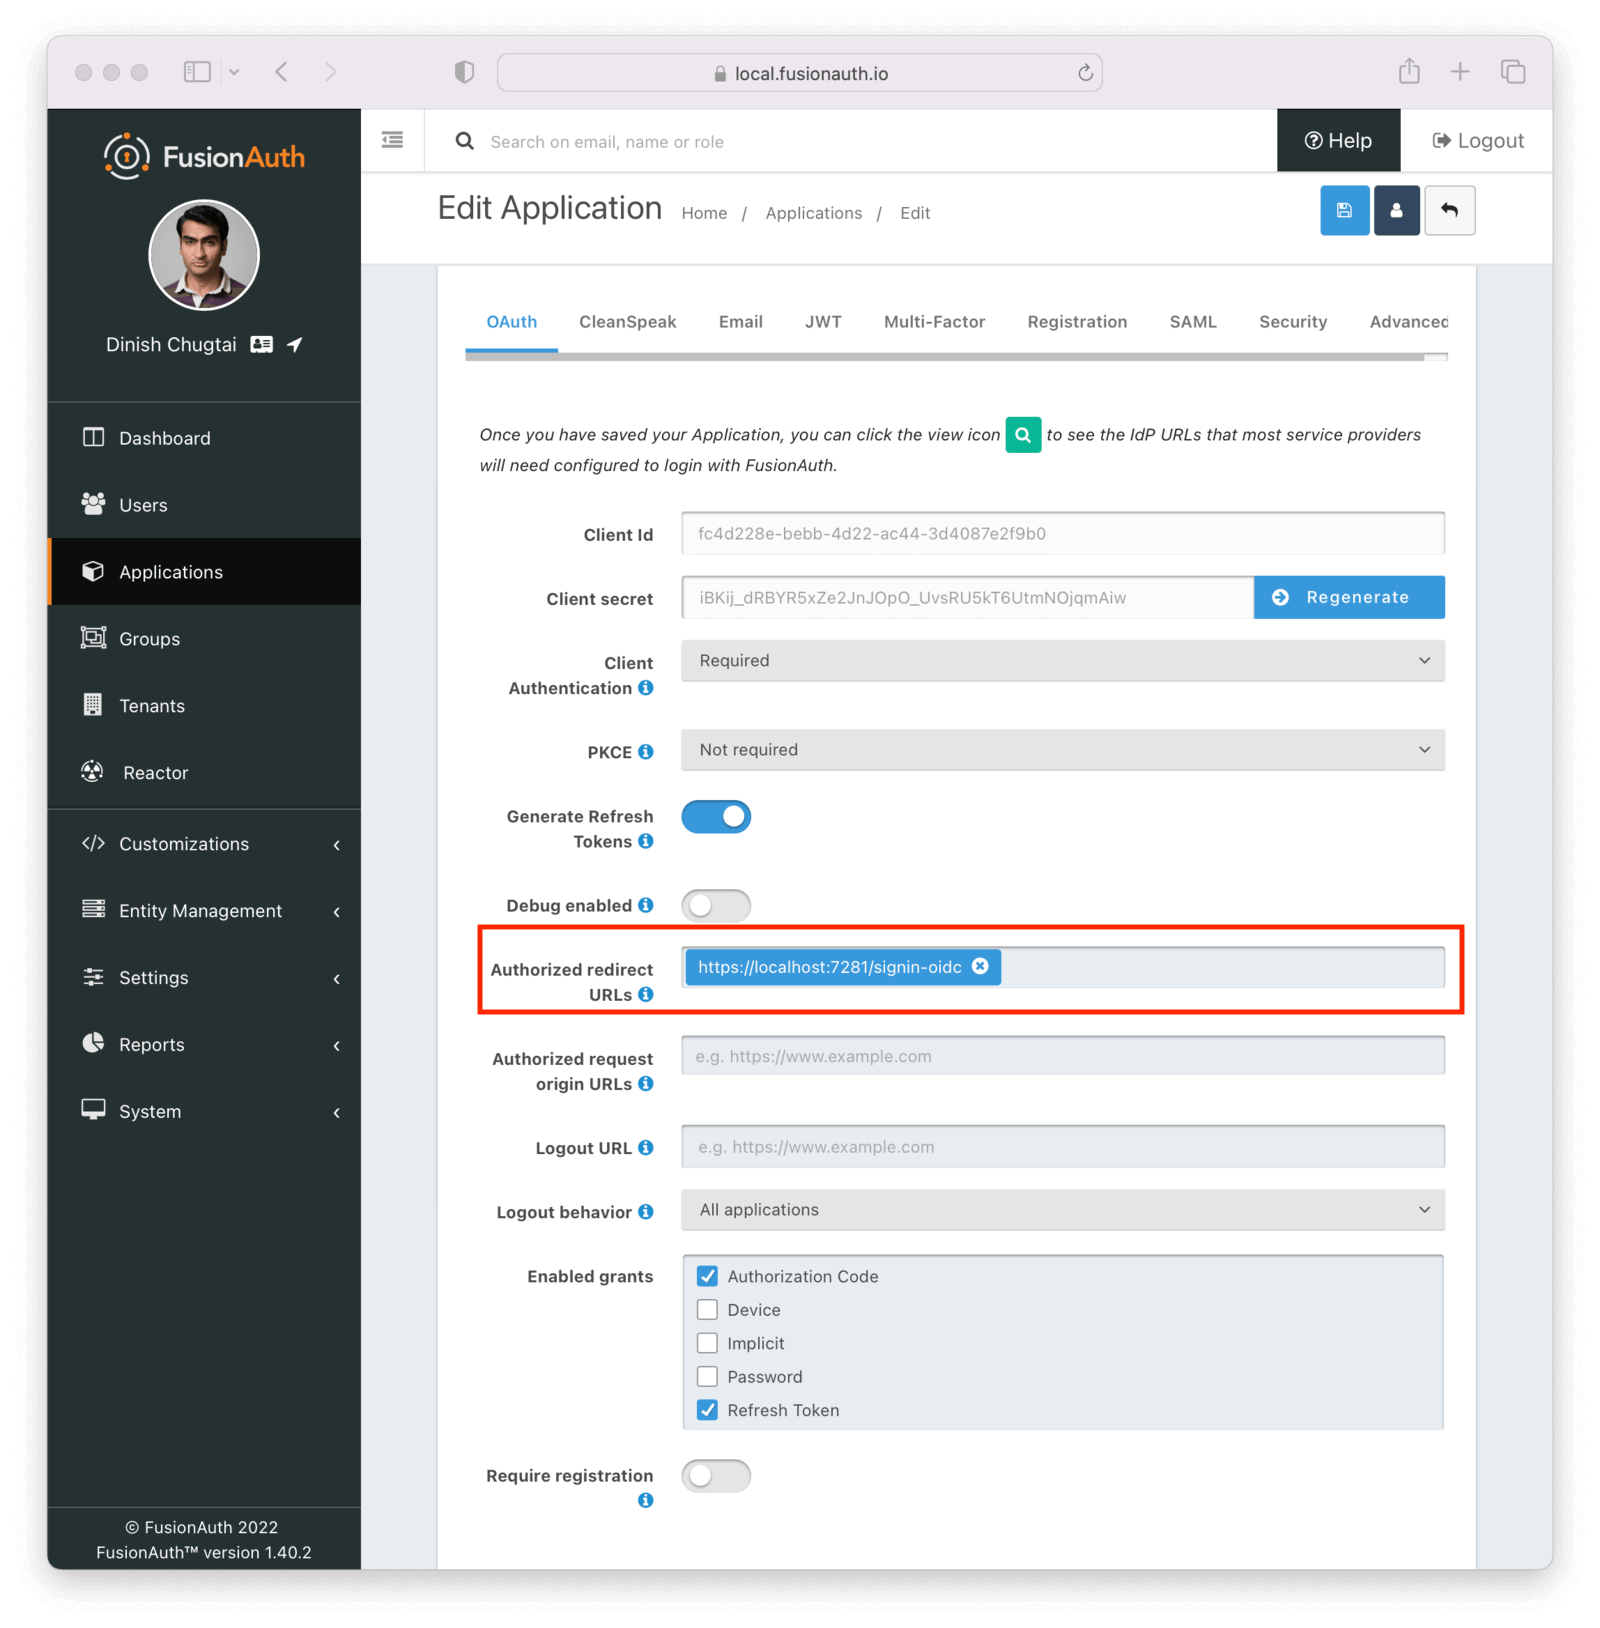 local.fusionauth.io
FusionAuth
Search on email, name or role
Help
Logout
Edit Application
Home / Applications / Edit
Dinish Chugtai
Dashboard
Users
Applications
Groups
Tenants
Reactor
Customizations
Entity Management
Settings
Reports
System
© FusionAuth 2022
FusionAuth™ version 1.40.2
OAuth CleanSpeak Email JWT Multi-Factor Registration SAML Security Advanced
Once you have saved your Application, you can click the view icon to see the IdP URLs that most service providers
will need configured to login with FusionAuth.
Client Id
fc4d228e-bebb-4d22-ac44-3d4087e2f9b0
Client secret
iBKij_dRBYR5xZe2JnJOpO_UvsRU5kT6UtmNOjqmAiw
Regenerate
Client
Authentication
Required
PKCE
Not required
Generate Refresh
Tokens
Debug enabled
Authorized redirect
URLs
https://localhost:7281/signin-oidc
Authorized request
origin URLs
e.g. https://www.example.com
Logout URL
e.g. https://www.example.com
Logout behavior
All applications
Enabled grants
Authorization Code
Device
Implicit
Password
Refresh Token
Require registration